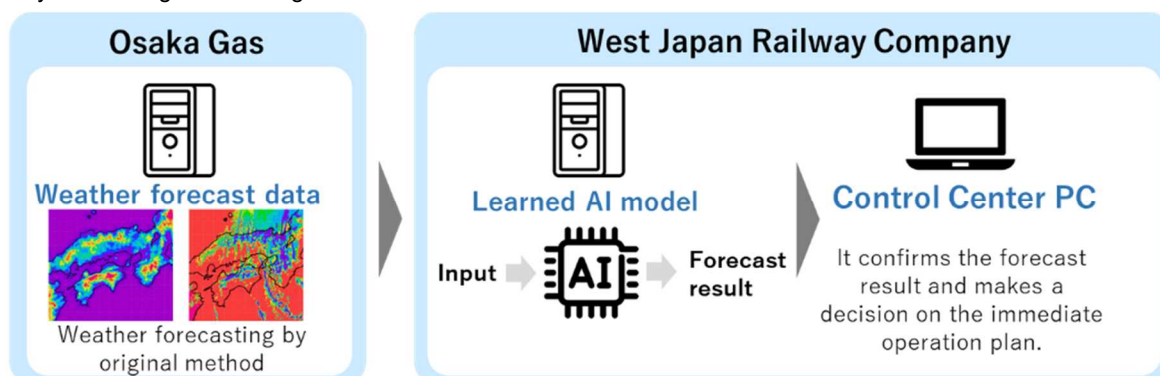 Osaka Gas
Weather forecast data
Weather forecasting by
original method
West Japan Railway Company
Learned AI model
Input
AI
Forecast
result
Control Center PC
It confirms the forecast
result and makes a
decision on the immediate
operation plan.